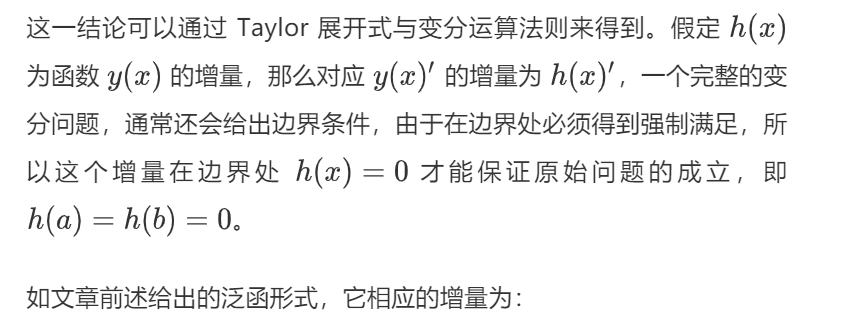 这一结论可以通过 Taylor 展开式与变分运算法则来得到。假定 h(x)
为函数 y(x) 的增量，那么对应 y(x)′ 的增量为 h(x)′，一个完整的变
分问题，通常还会给出边界条件，由于在边界处必须得到强制满足，所
以这个增量在边界处 h(x) = 0 才能保证原始问题的成立，即
h(a) = h(b) = 0。
如文章前述给出的泛函形式，它相应的增量为：